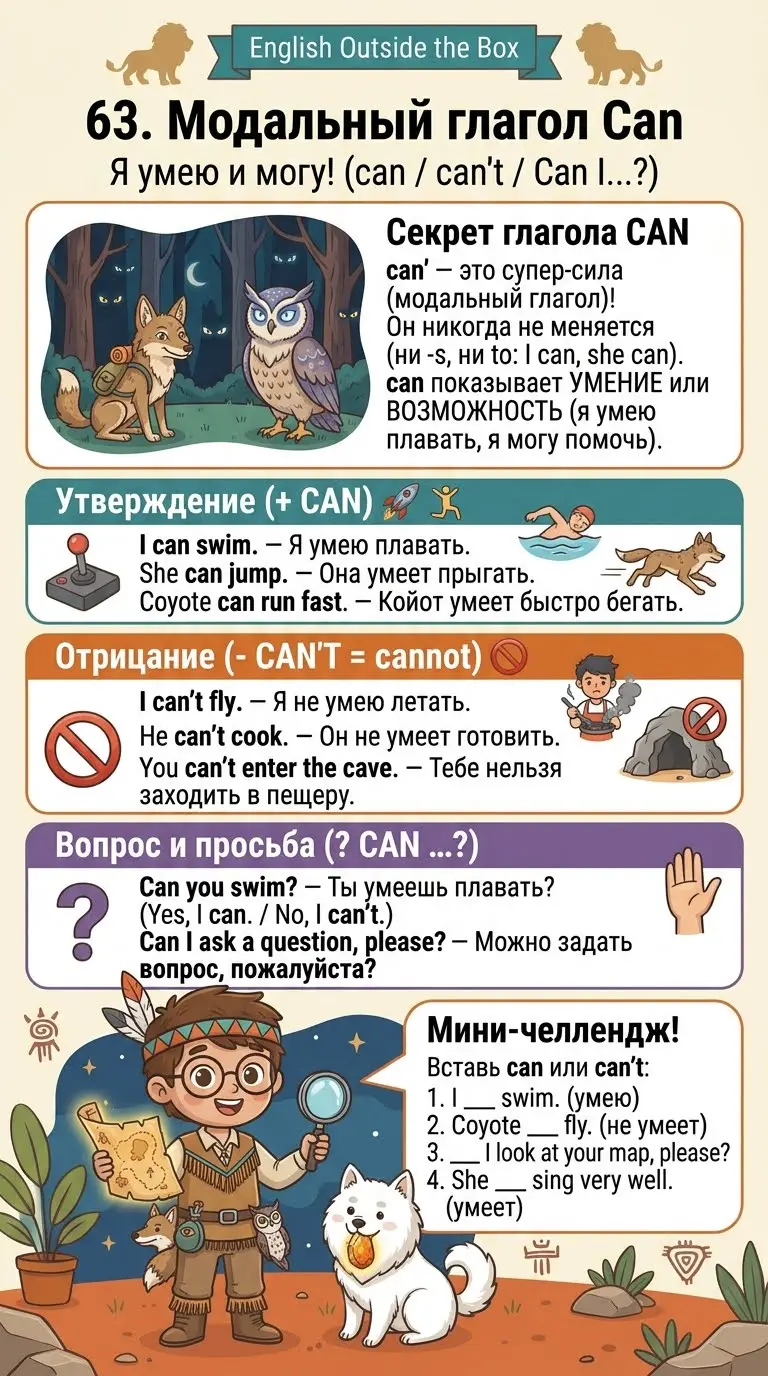 English Outside the Box
63. Модальный глагол Can
Я умею и могу! (can / can't / Can I...?)
Секрет глагола CAN
can' — это супер-сила
(модальный глагол)!
Он никогда не меняется
(ни -s, ни to: I can, she can).
can показывает УМЕНИЕ или
ВОЗМОЖНОСТЬ (я умею
плавать, я могу помочь).
Утверждение (+ CAN)
I can swim. — Я умею плавать.
She can jump. — Она умеет прыгать.
Coyote can run fast. — Койот умеет быстро бегать.
Отрицание (- CAN'T = cannot)
I can't fly. — Я не умею летать.
He can't cook. — Он не умеет готовить.
You can't enter the cave. — Тебе нельзя
заходить в пещеру.
Вопрос и просьба (? CAN ...?)
?
Can you swim? — Ты умеешь плавать?
(Yes, I can. / No, I can't.)
Can I ask a question, please? — Можно задать
вопрос, пожалуйста?
Мини-челлендж!
Вставь can или can't:
1. I __ swim. (умею)
2. Coyote __ fly. (не умеет)
3. __ I look at your map, please?
4. She __ sing very well.
(умеет)